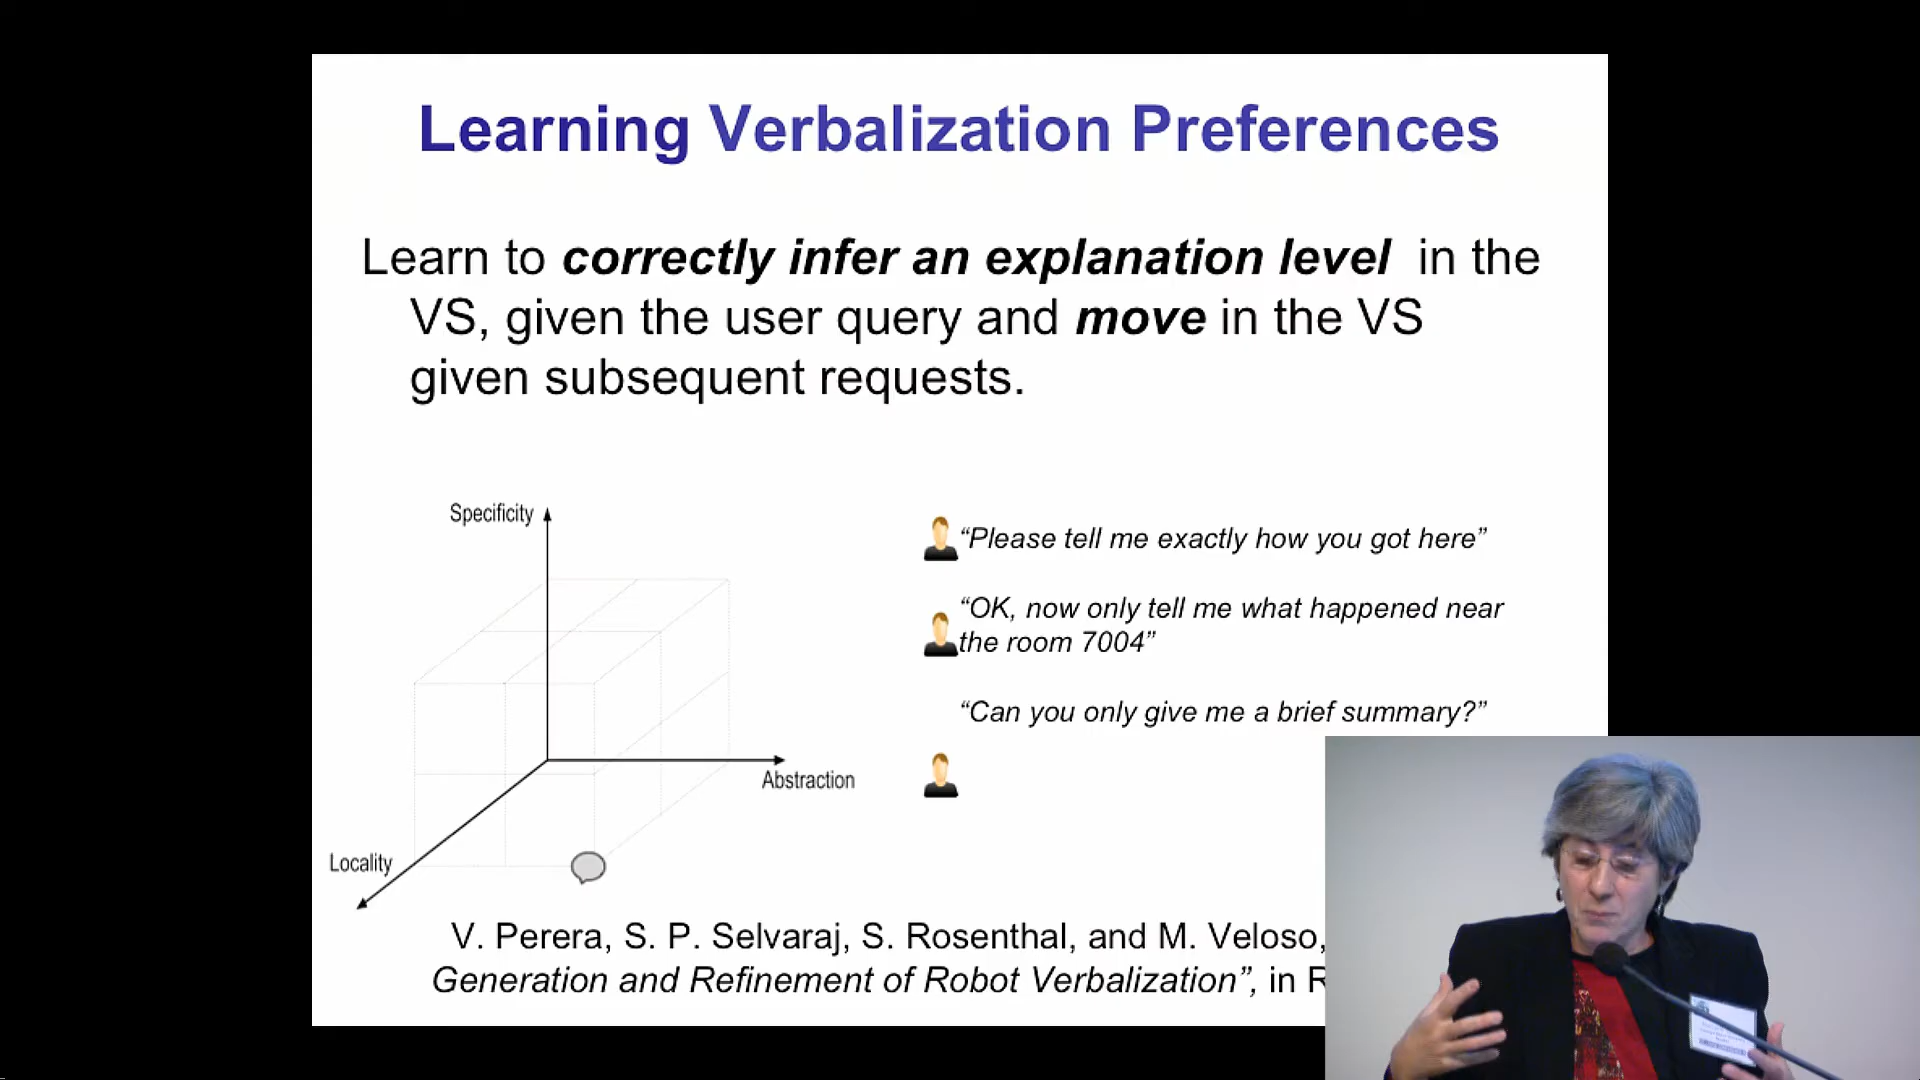 Learning Verbalization Preferences
Learn to correctly infer an explanation level in the
VS, given the user query and move in the VS
given subsequent requests.
Specificity
“Please tell me exactly how you got here”
“OK, now only tell me what happened near
the room 7004”
“Can you only give me a brief summary?”
Abstraction
Locality
V. Perera, S. P. Selvaraj, S. Rosenthal, and M. Veloso,
Generation and Refinement of Robot Verbalization”, in R